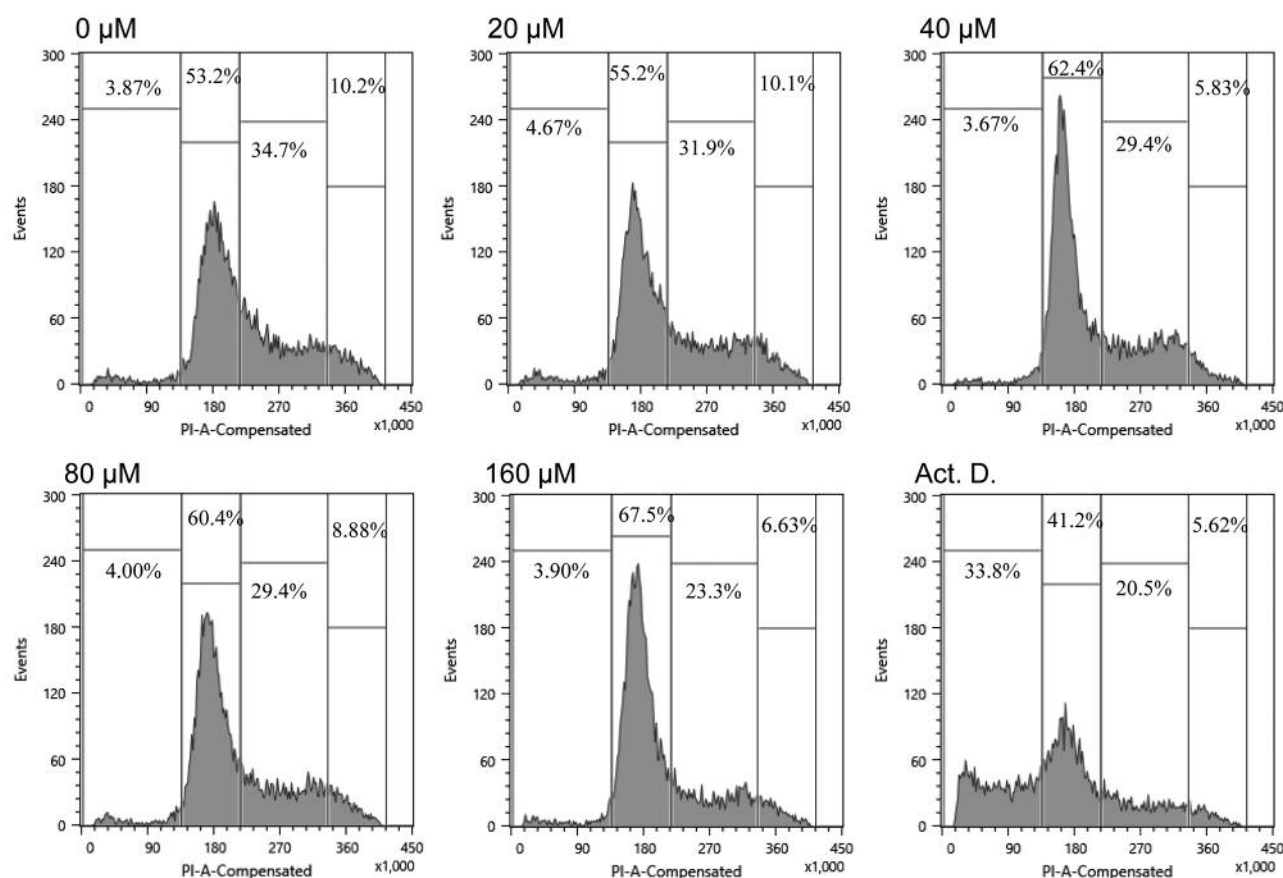 0 µM
300
240
180
120
60
0
Events
3.87%
53.2%
34.7%
10.2%
0 90 180 270 360 450
PI-A-Compensated
x1,000
20 µM
300
240
180
120
60
0
Events
4.67%
55.2%
31.9%
10.1%
0 90 180 270 360 450
PI-A-Compensated
x1,000
40 µM
300
240
180
120
60
0
Events
3.67%
62.4%
29.4%
5.83%
0 90 180 270 360 450
PI-A-Compensated
x1,000
80 µM
300
240
180
120
60
0
Events
4.00%
60.4%
29.4%
8.88%
0 90 180 270 360 450
PI-A-Compensated
x1,000
160 µM
300
240
180
120
60
0
Events
3.90%
67.5%
23.3%
6.63%
0 90 180 270 360 450
PI-A-Compensated
x1,000
Act. D.
300
240
180
120
60
0
Events
33.8%
41.2%
20.5%
5.62%
0 90 180 270 360 450
PI-A-Compensated
x1,000